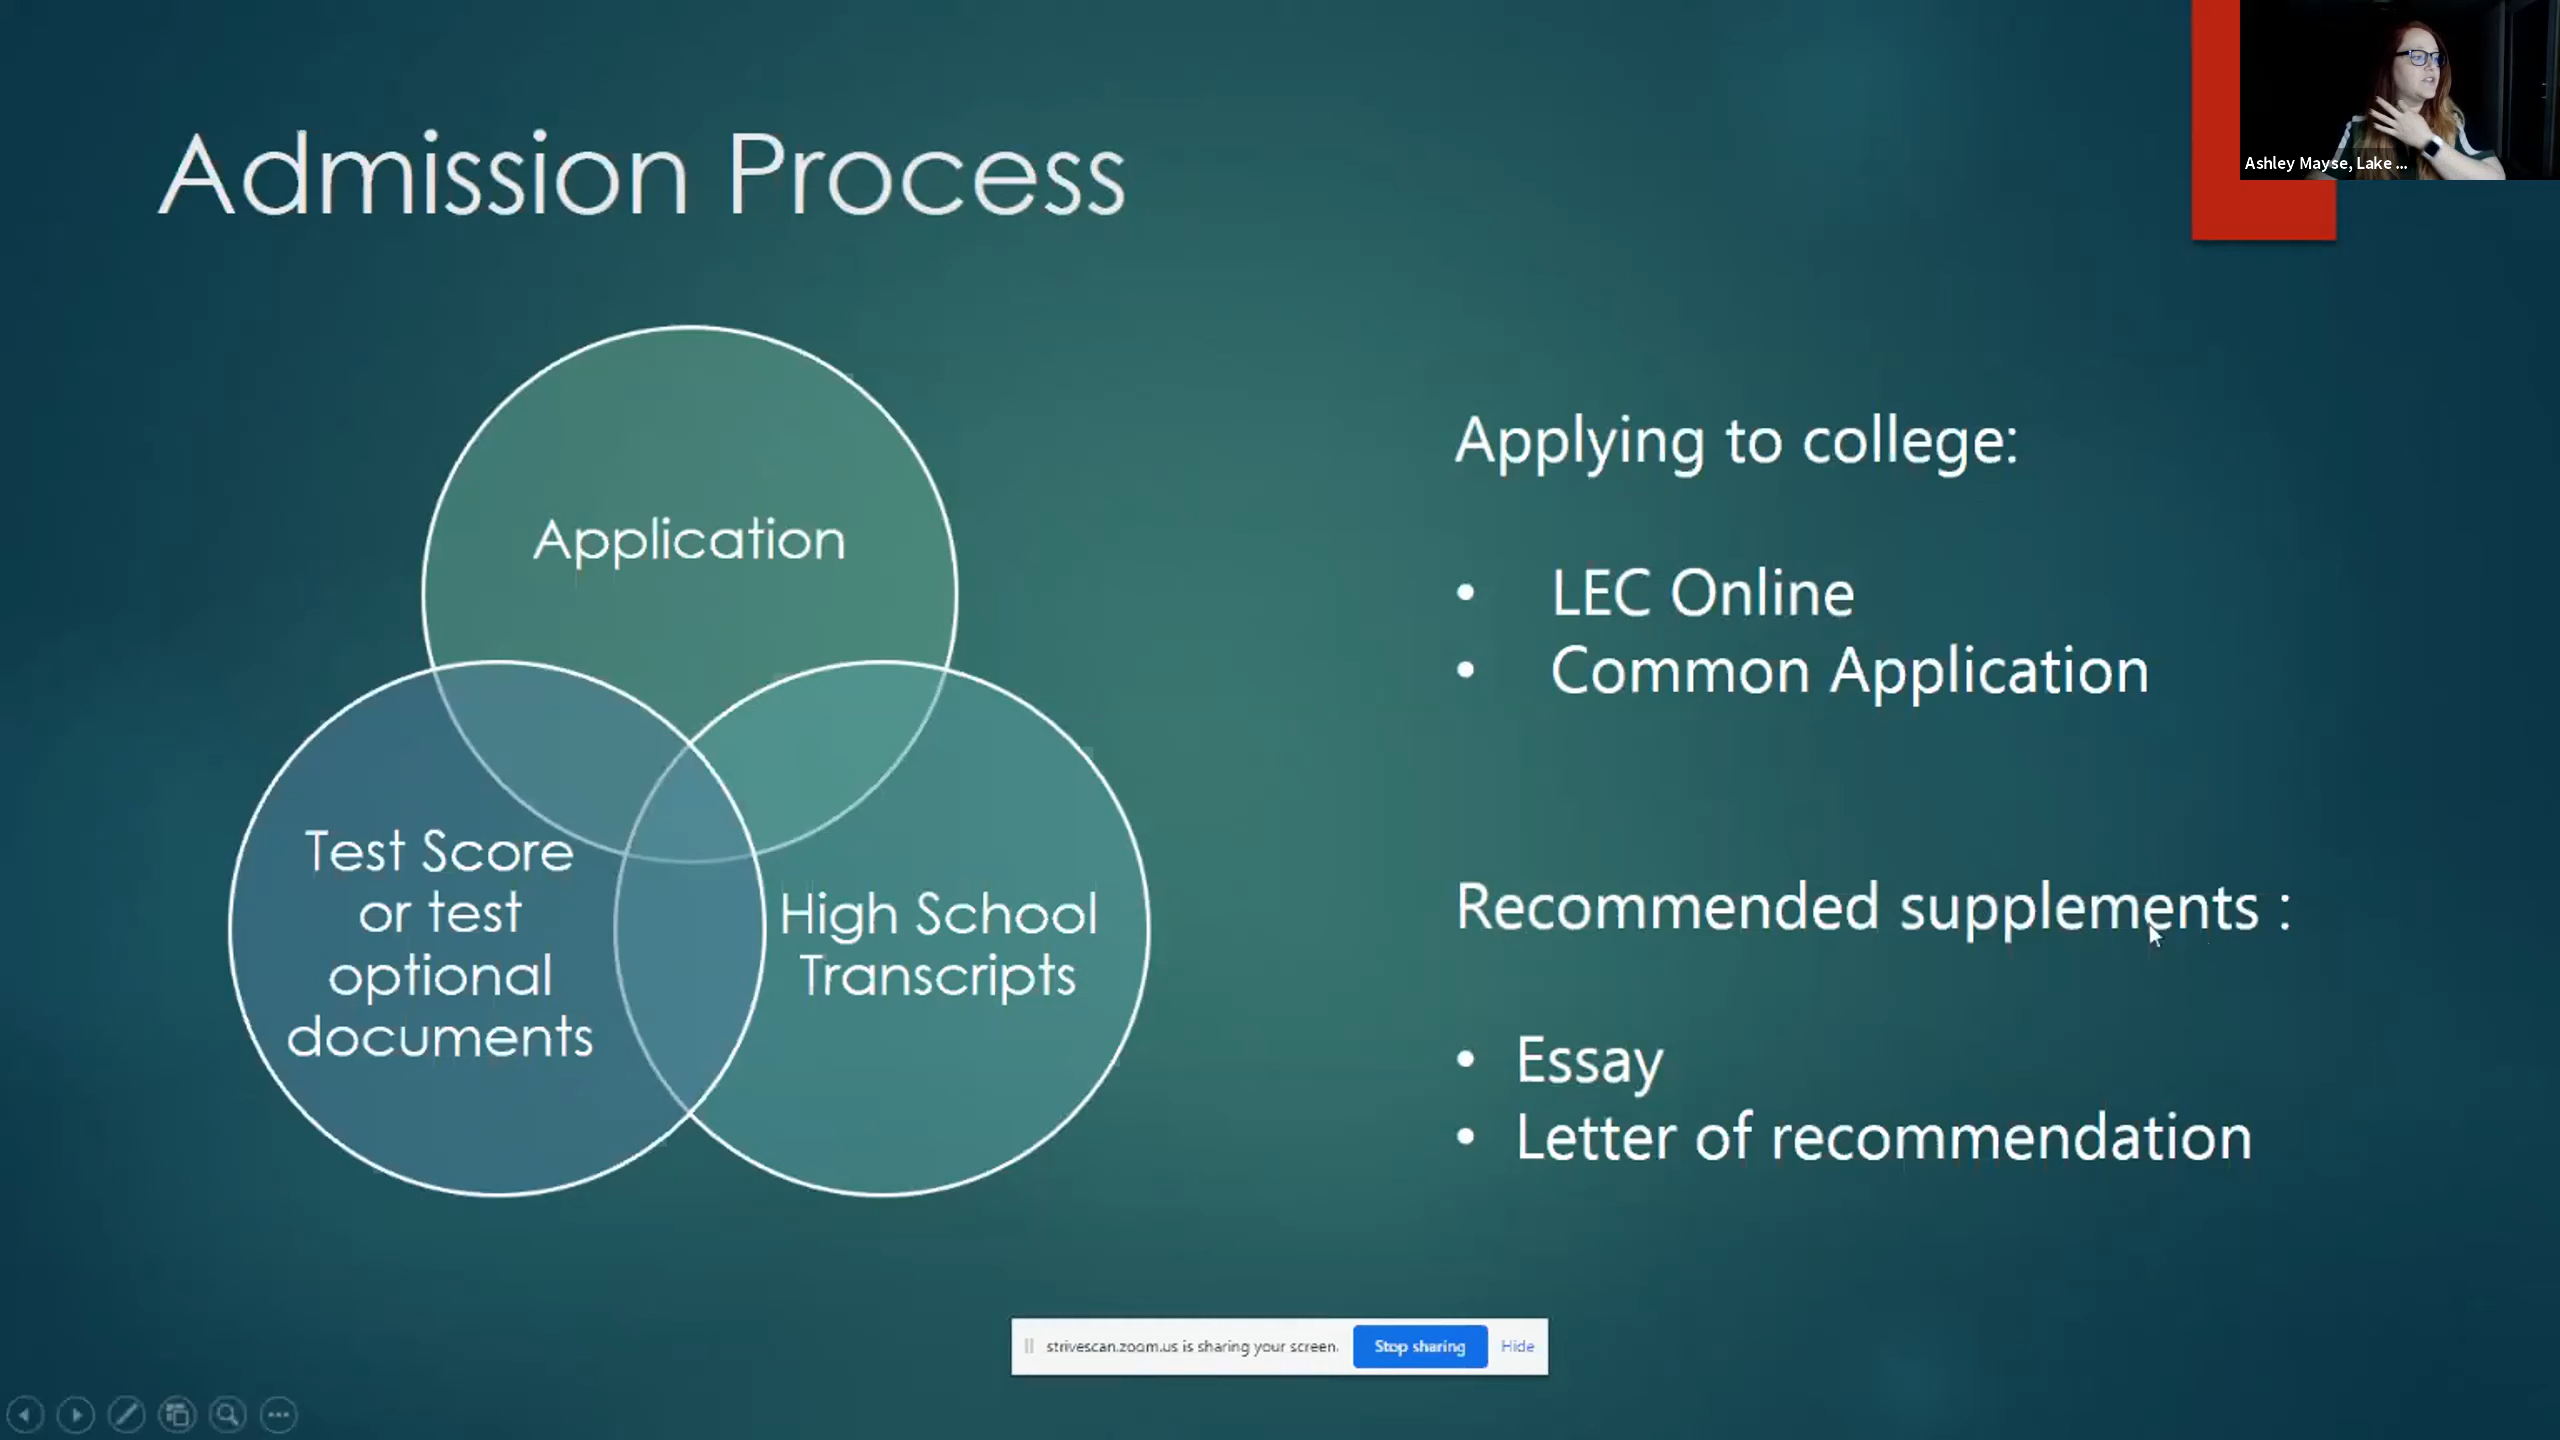 Admission Process
Ashley Mayse, Lake ...
Application
Test Score
or test
optional
documents
High School
Transcripts
Applying to college:
• LEC Online
• Common Application
Recommended supplements :
• Essay
• Letter of recommendation
strivescan.zoom.us is sharing your screen.
Stop sharing
Hide